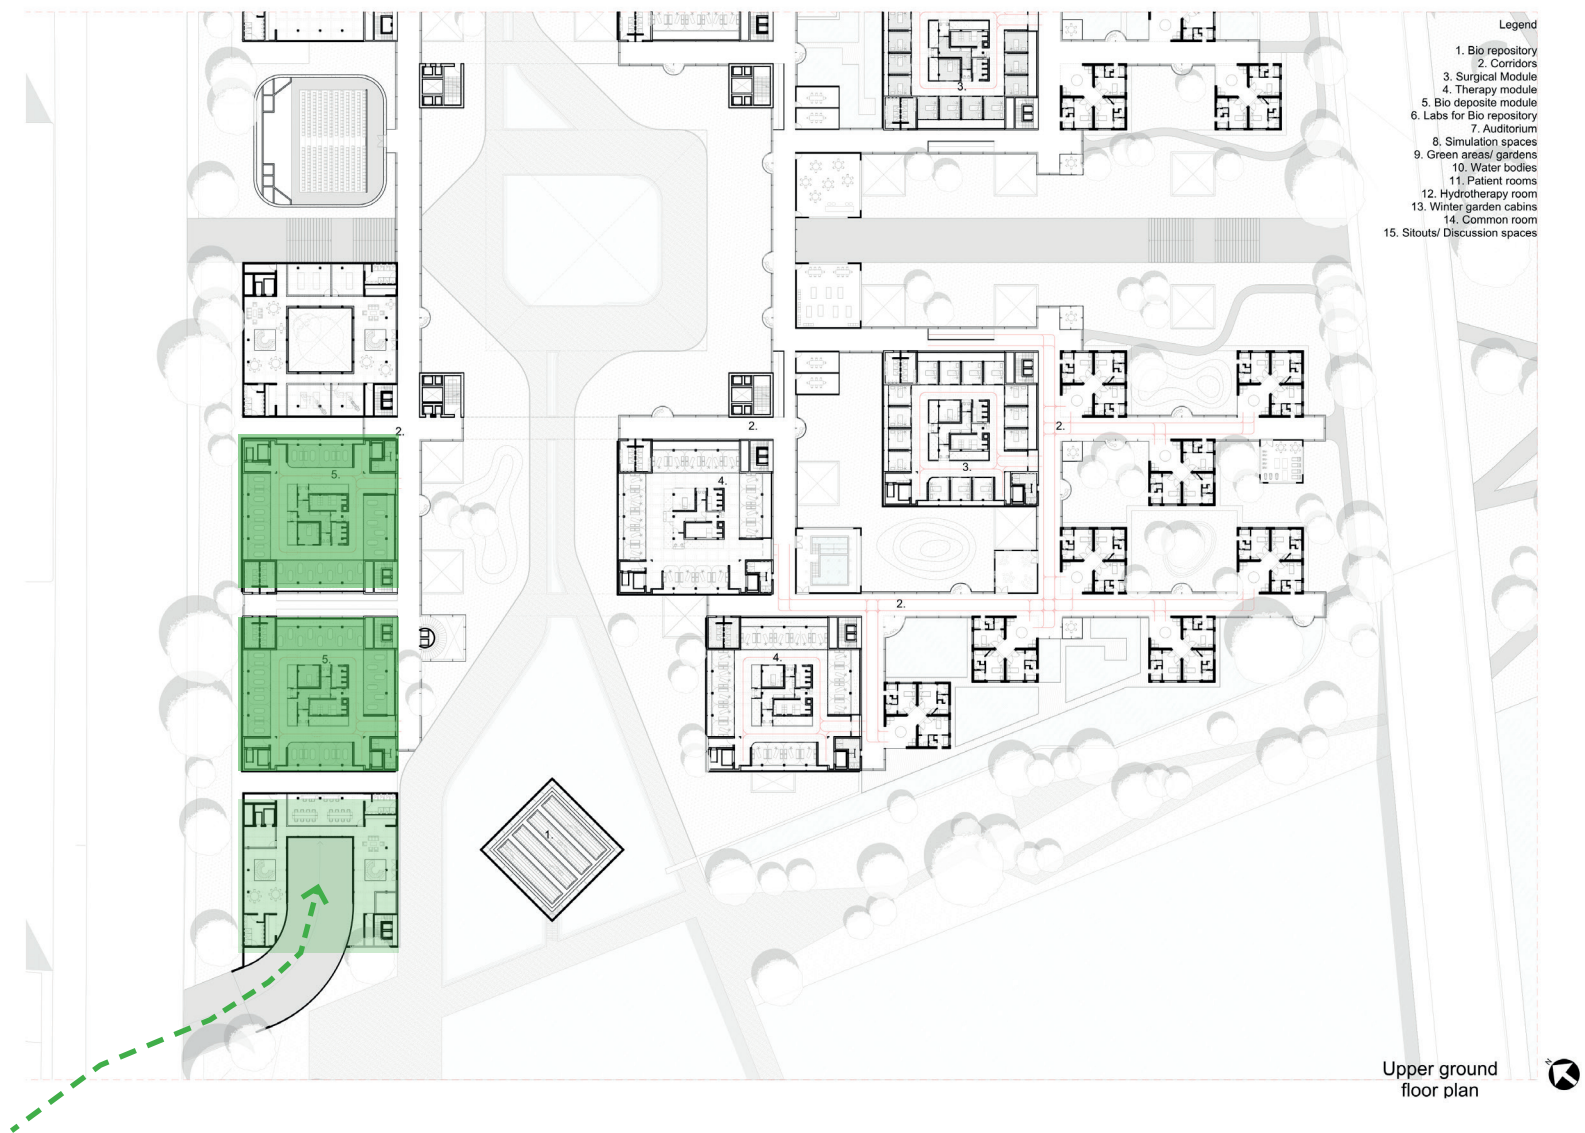 Legend
1. Bio repository
2. Corridors
3. Surgical Module
4. Therapy module
5. Bio deposite module
6. Labs for Bio repository
7. Auditorium
8. Simulation spaces
9. Green areas/ gardens
10. Water bodies
11. Patient rooms
12. Hydrotherapy room
13. Winter garden cabins
14. Common room
15. Sitouts/ Discussion spaces
3.
2.
2.
2.
5.
4.
3.
2.
5.
4.
1.
Upper ground
floor plan
N